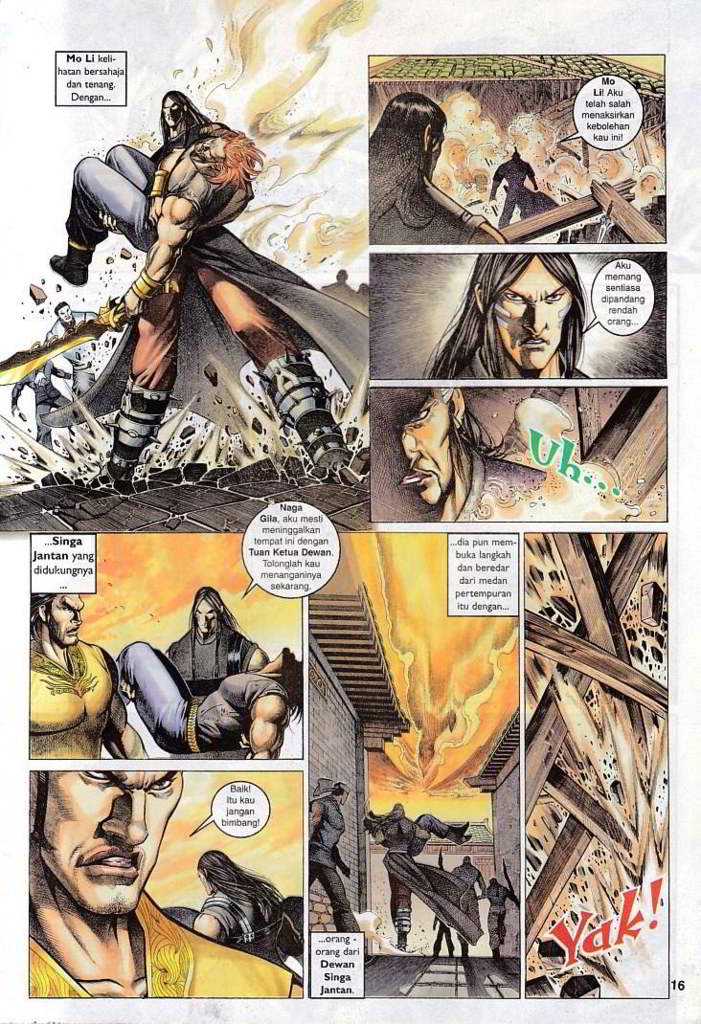 Mo Li keli-
hatan bersahaja
dan tenang.
Dengan...
Mo
Li! Aku
telah salah
menaksirkan
kebolehan
kau ini!
Aku
memang
sentiasa
dipandang
rendah
orang...
Uh...
...Singa
Jantan yang
didukungnya
...
Naga
Gila, aku mesti
meninggalkan
tempat ini dengan
Tuan Ketua Dewan.
Tolonglah kau
menanganinya
sekarang.
Baik!
Itu kau
jangan
bimbang!
...dia pun mem-
buka langkah
dan beredar
dari medan
pertempuran
itu dengan...
...orang -
orang dari
Dewan
Singa
Jantan.
Yak!
16